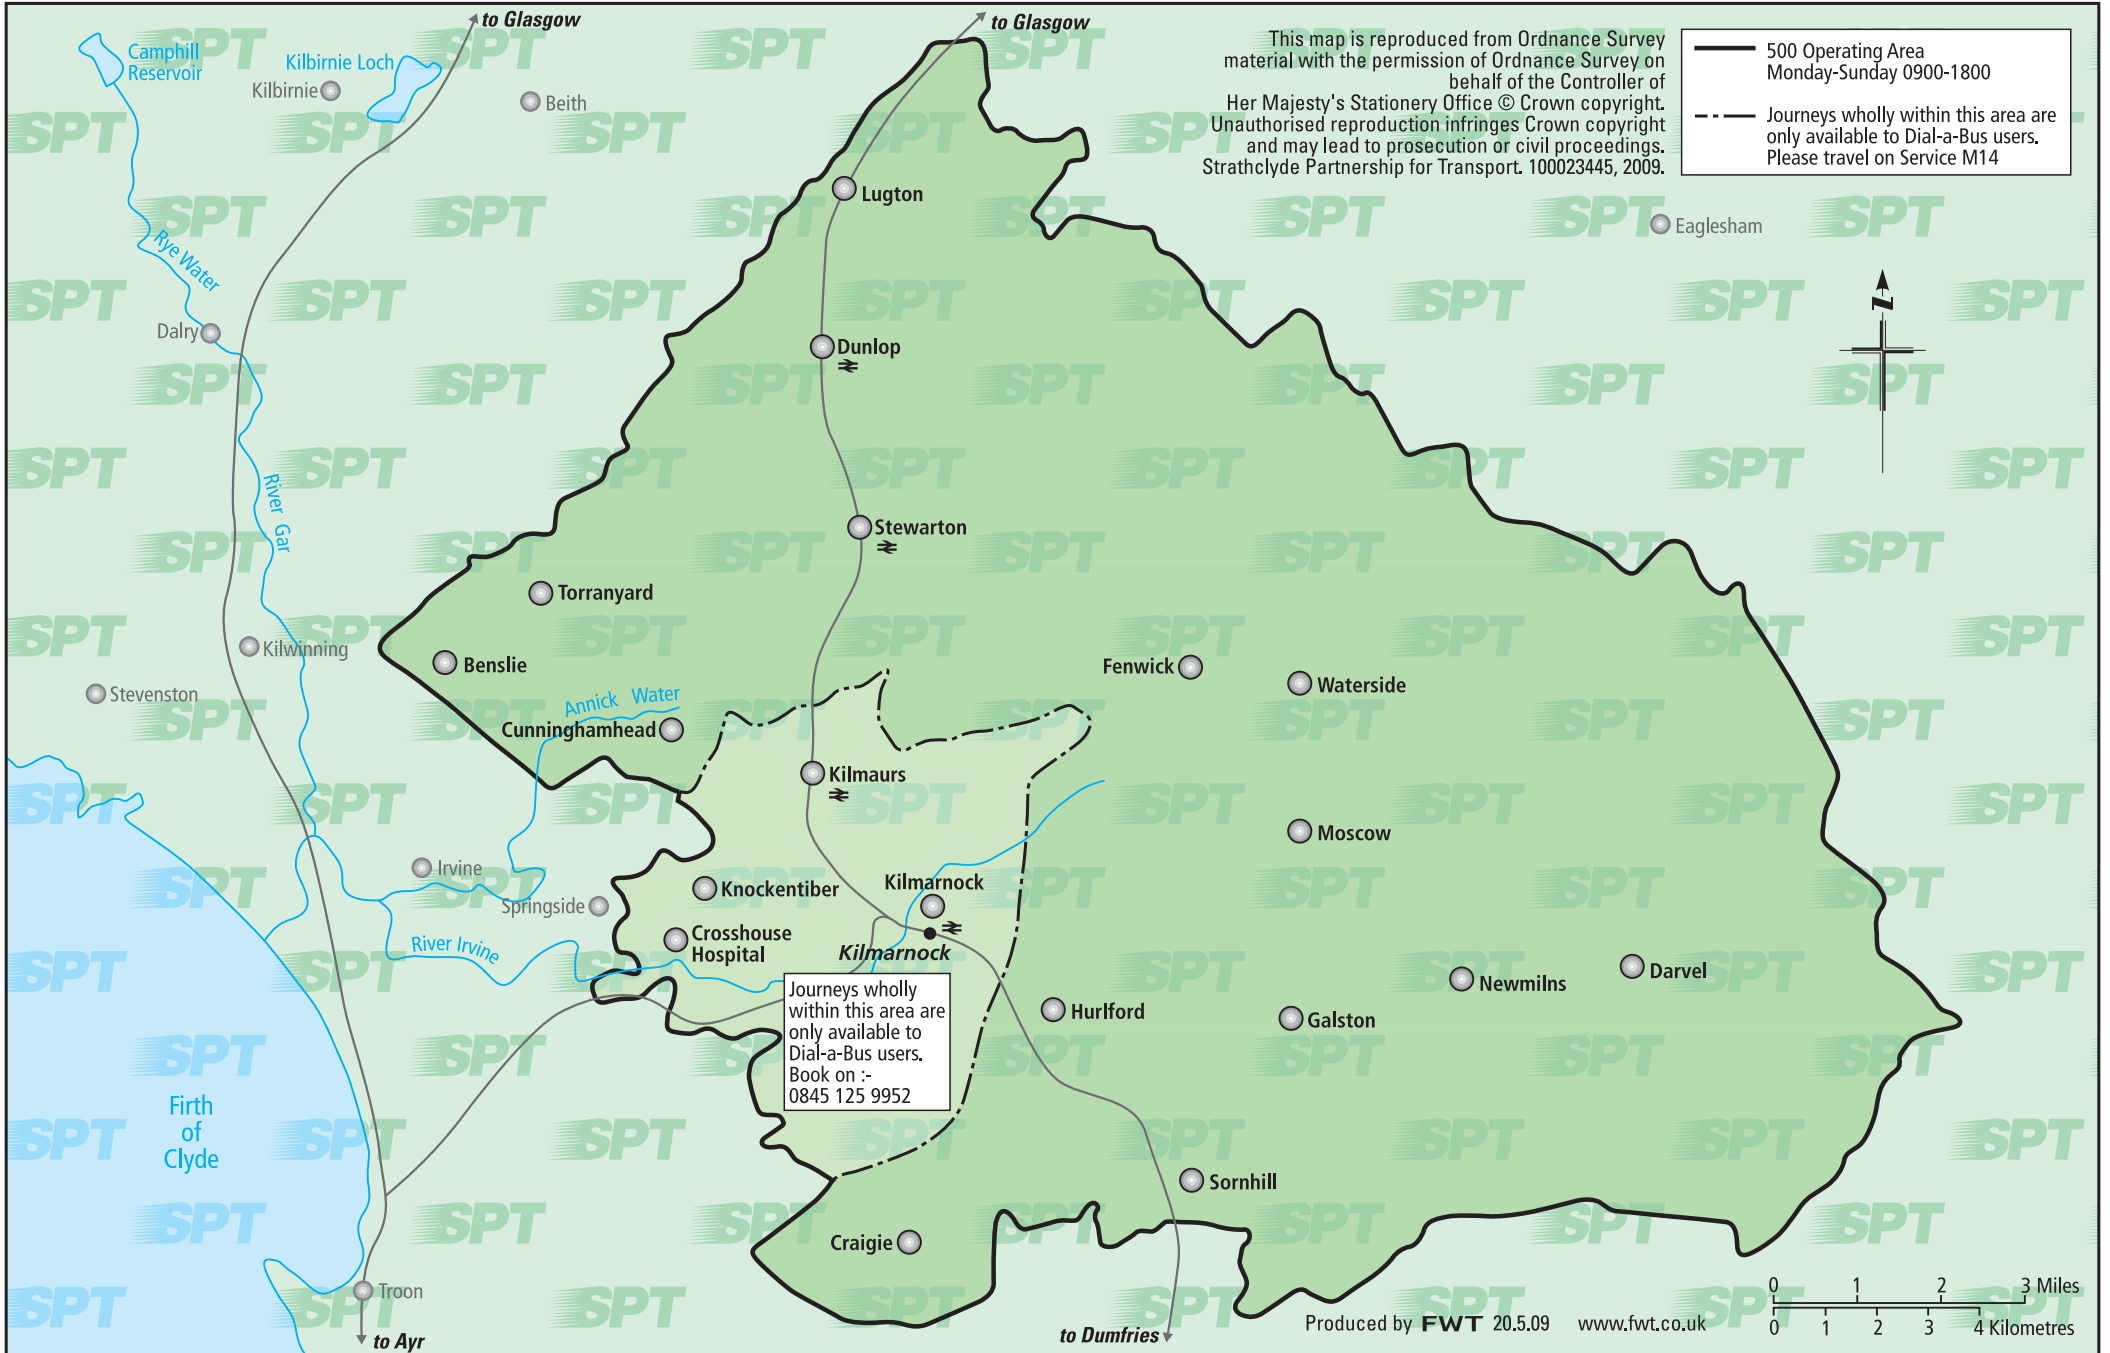 to Glasgow
to Glasgow
This map is reproduced from Ordnance Survey
material with the permission of Ordnance Survey on
behalf of the Controller of
Her Majesty's Stationery Office © Crown copyright.
Unauthorised reproduction infringes Crown copyright
and may lead to prosecution or civil proceedings.
Strathclyde Partnership for Transport. 100023445, 2009.
500 Operating Area
Monday-Sunday 0900-1800
Journeys wholly within this area are
only available to Dial-a-Bus users.
Please travel on Service M14
Camphill
Reservoir
Kilbirnie Loch
Kilbirnie
Beith
Lugton
Eaglesham
Rye Water
N
Dalry
Dunlop
River Gar
Stewarton
Torranyard
Kilwinning
Benslie
Fenwick
Waterside
Stevenston
Annick Water
Cunninghamhead
Kilmaurs
Moscow
Irvine
Knockentiber
Kilmarnock
Springside
Crosshouse
Hospital
River Irvine
Kilmarnock
Newmilns
Darvel
Hurlford
Galston
Journeys wholly
within this area are
only available to
Dial-a-Bus users.
Book on :-
0845 125 9952
Firth
of
Clyde
Sornhill
Craigie
Troon
to Ayr
to Dumfries
Produced by FWT 20.5.09 www.fwt.co.uk
0 1 2 3 Miles
0 1 2 3 4 Kilometres
SPT